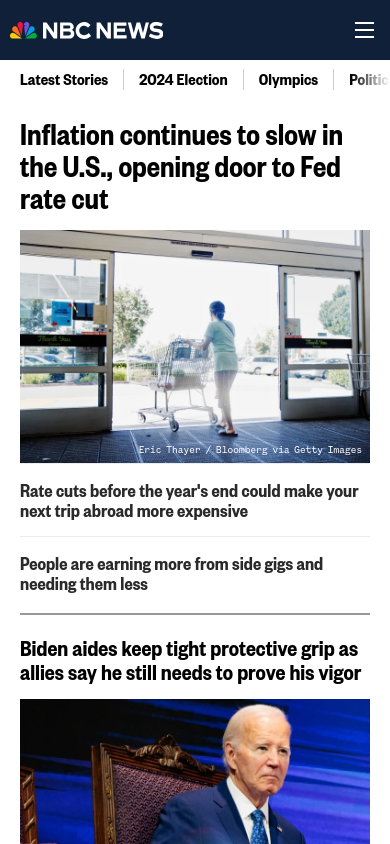 NBC NEWS
Latest Stories
2024 Election
Olympics
Inflation continues to slow in
the U.S., opening door to Fed
rate cut
Thank You
Eric Thayer / Bloomberg via Getty Images
Rate cuts before the year's end could make your
next trip abroad more expensive
People are earning more from side gigs and
needing them less
Biden aides keep tight protective grip as
allies say he still needs to prove his vigor